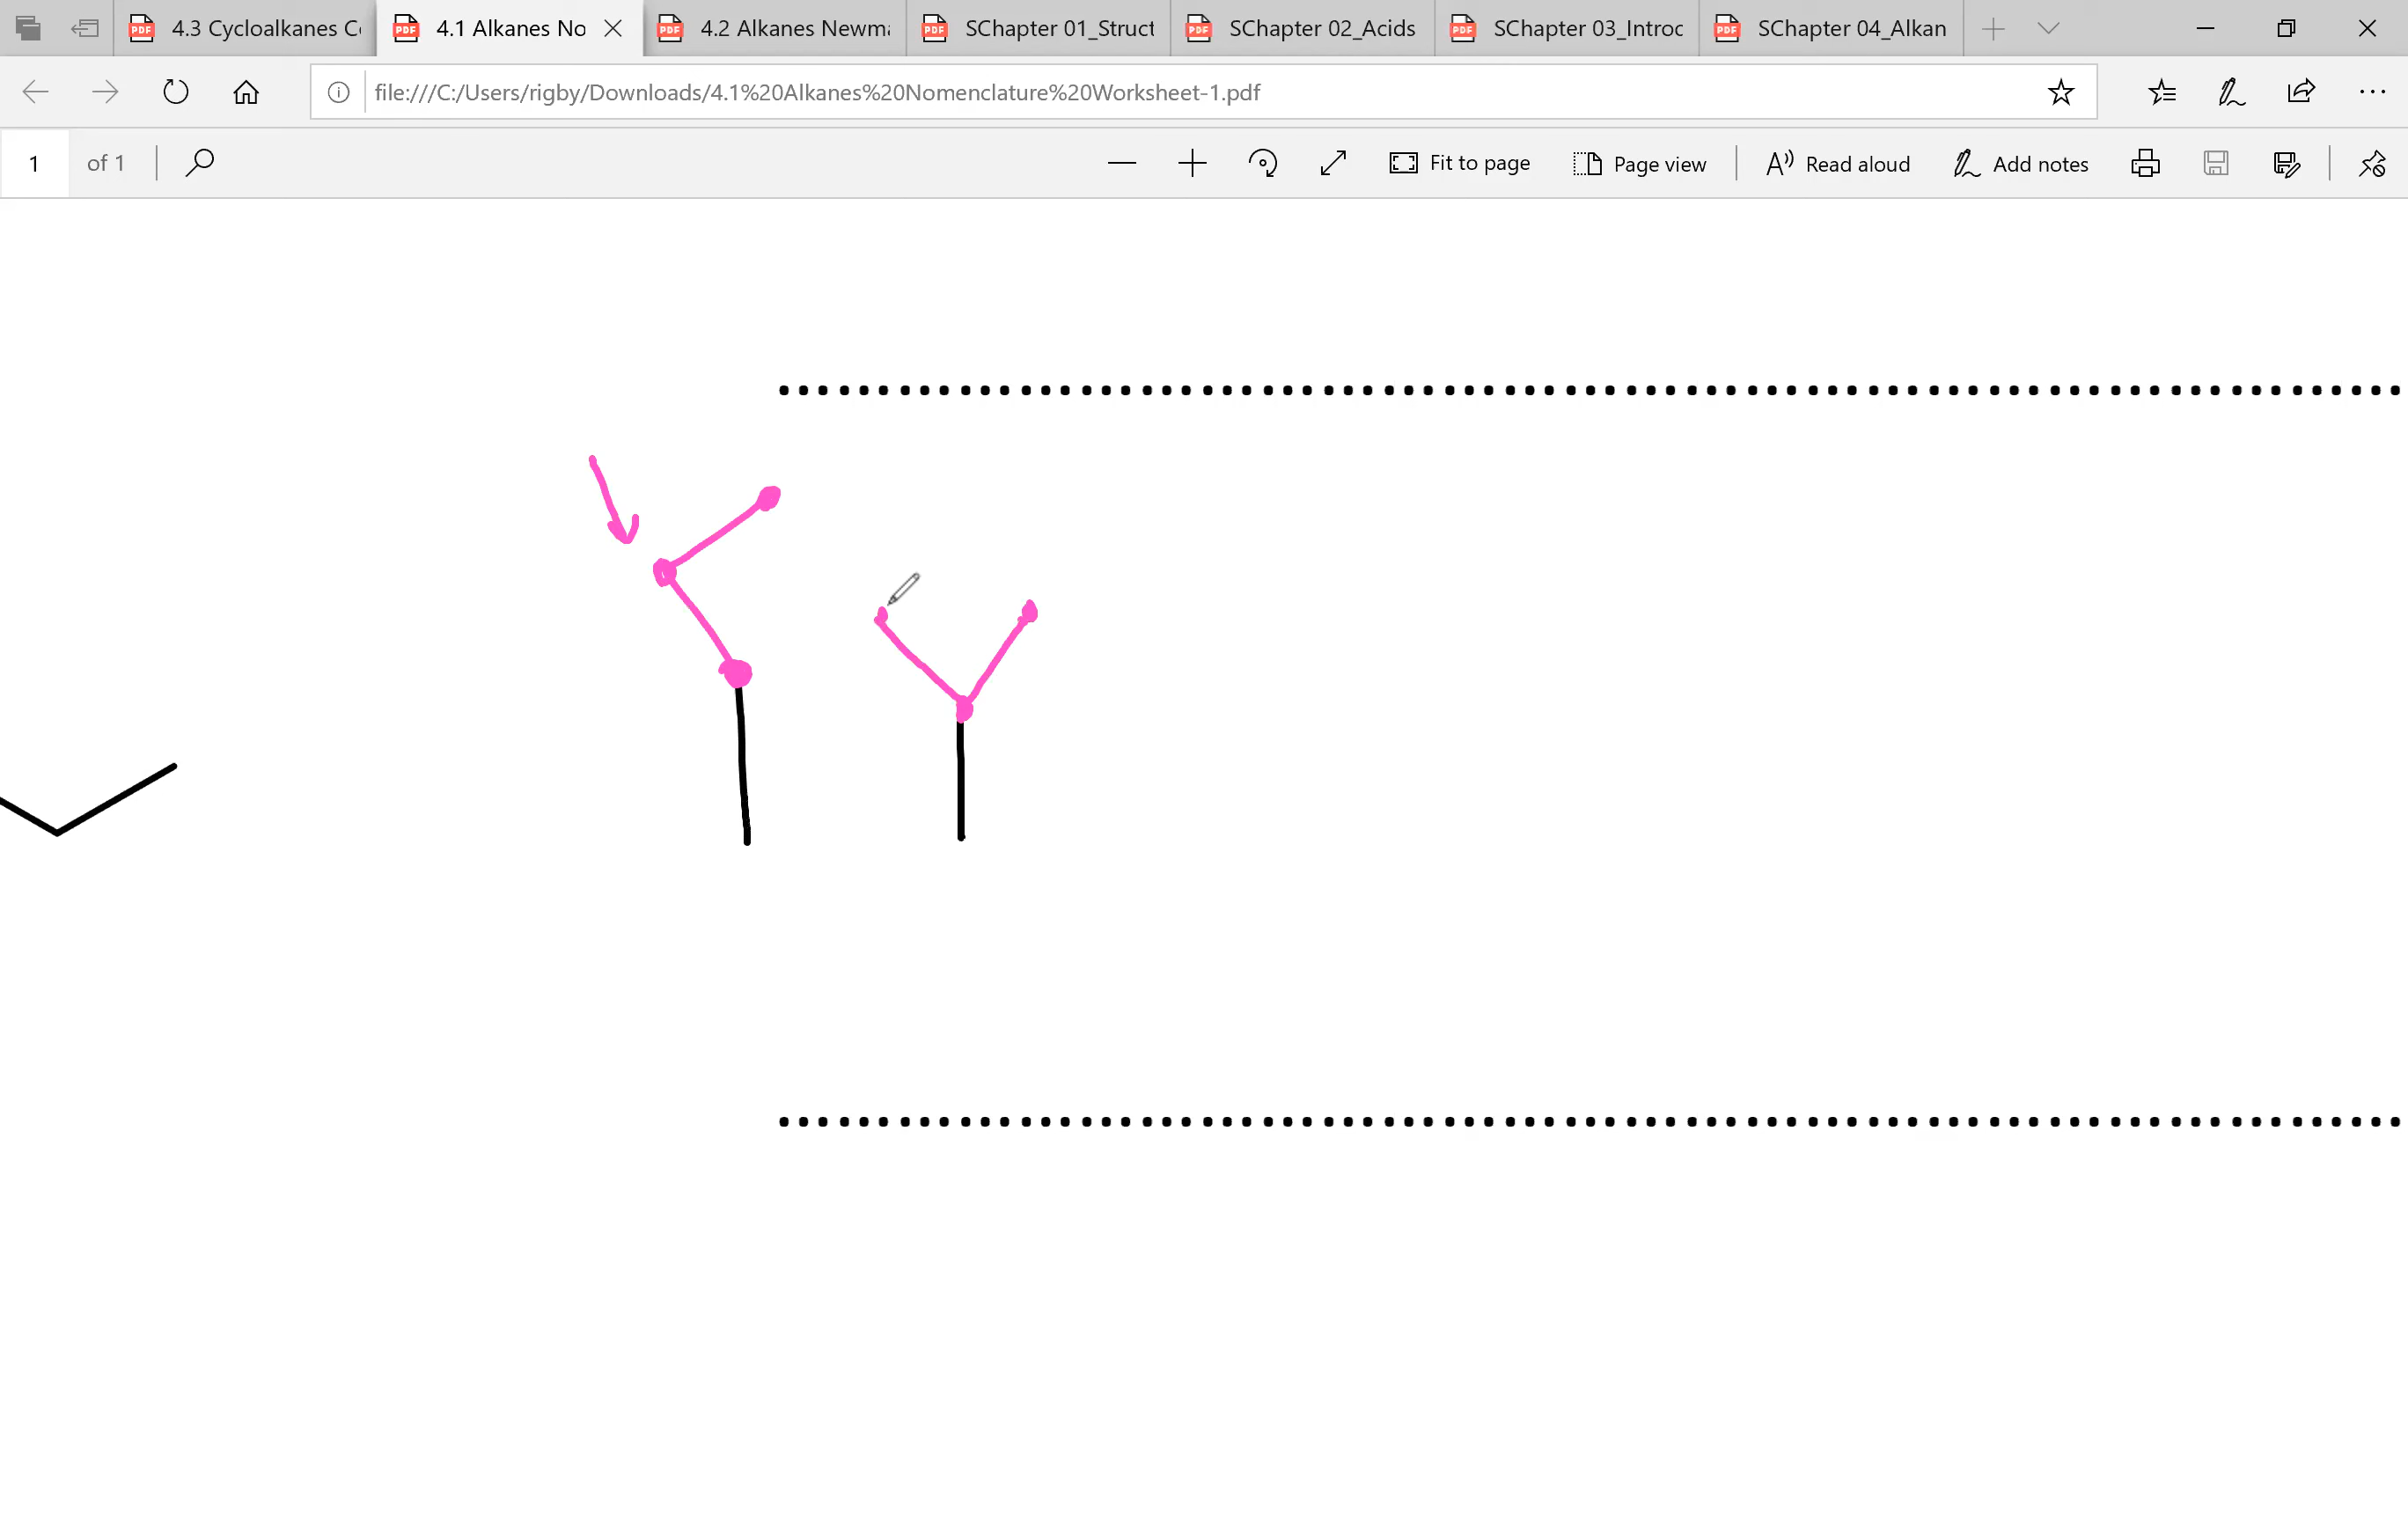 4.3 Cycloalkanes C
4.1 Alkanes No
4.2 Alkanes Newm
SChapter 01_Struct
SChapter 02_Acids
SChapter 03_Introc
SChapter 04_Alkan
file:///C:/Users/rigby/Downloads/4.1%20Alkanes%20Nomenclature%20Worksheet-1.pdf
1 of 1
Fit to page
Page view
Read aloud
Add notes